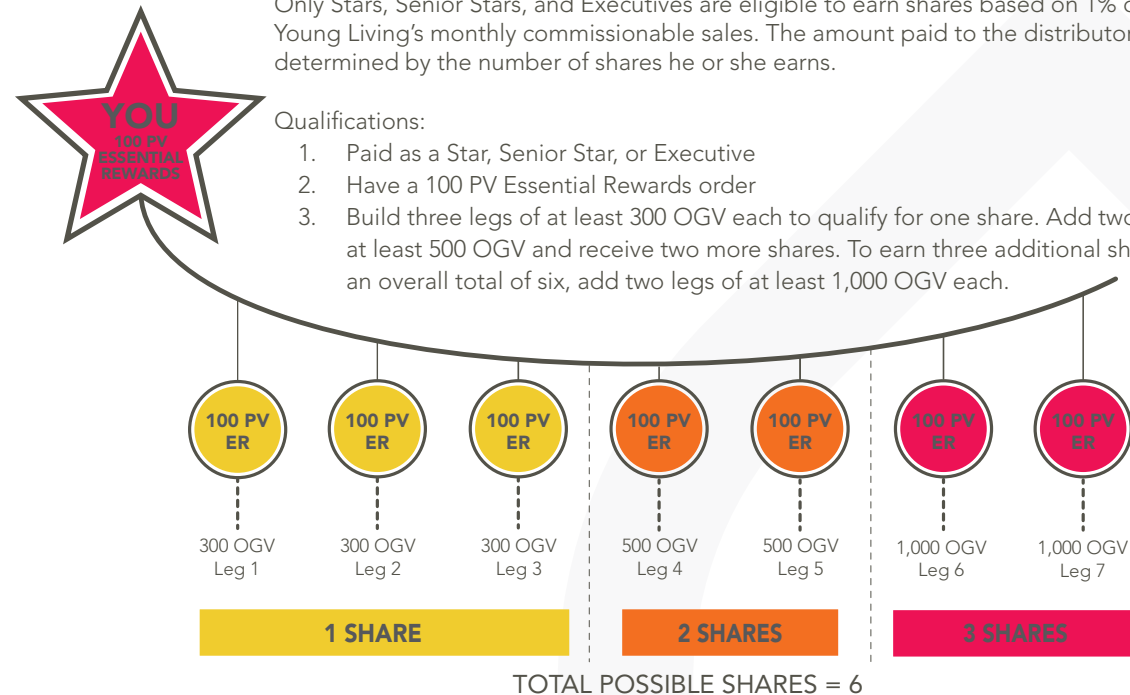 Only Stars, Senior Stars, and Executives are eligible to earn shares based on 1% o
Young Living's monthly commissionable sales. The amount paid to the distributor
determined by the number of shares he or she earns.
YOU
100 PV
ESSENTIAL
REWARDS
Qualifications:
1. Paid as a Star, Senior Star, or Executive
2. Have a 100 PV Essential Rewards order
3. Build three legs of at least 300 OGV each to qualify for one share. Add two
at least 500 OGV and receive two more shares. To earn three additional sh
an overall total of six, add two legs of at least 1,000 OGV each.
100 PV ER
100 PV ER
100 PV ER
100 PV ER
100 PV ER
100 PV ER
100 PV ER
300 OGV
Leg 1
300 OGV
Leg 2
300 OGV
Leg 3
500 OGV
Leg 4
500 OGV
Leg 5
1,000 OGV
Leg 6
1,000 OGV
Leg 7
1 SHARE
2 SHARES
3 SHARES
TOTAL POSSIBLE SHARES = 6